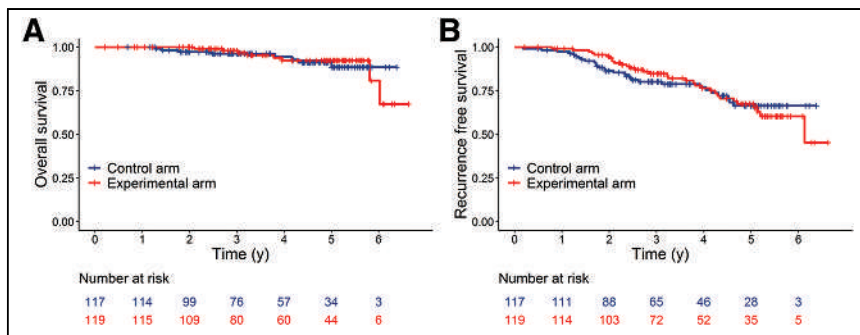 A
Overall survival
1.00
0.75
0.50
0.25
0.00
Control arm
Experimental arm
0 1 2 3 4 5 6
Time (y)
Number at risk
117 114 99 76 57 34 3
119 115 109 80 60 44 6
B
Recurrence free survival
1.00
0.75
0.50
0.25
0.00
Control arm
Experimental arm
0 1 2 3 4 5 6
Time (y)
Number at risk
117 111 88 65 46 28 3
119 114 103 72 52 35 5